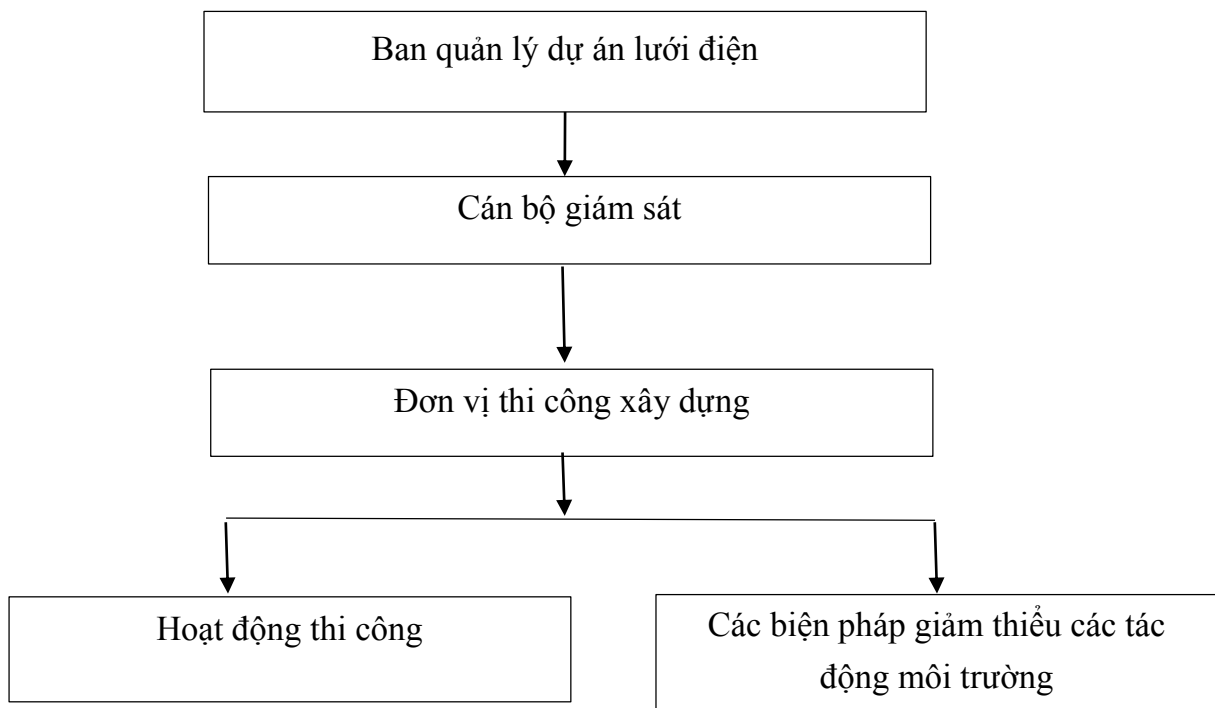 Ban quản lý dự án lưới điện
Cán bộ giám sát
Đơn vị thi công xây dựng
Hoạt động thi công
Các biện pháp giảm thiểu các tác
động môi trường